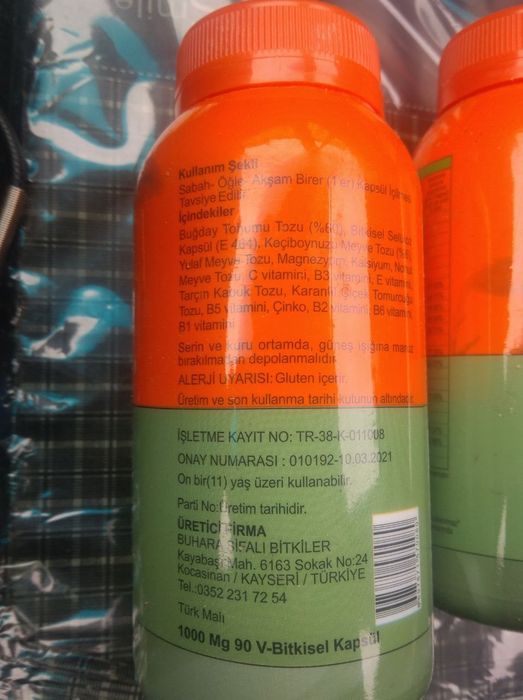 Kullanım Şekli
Sabah- Öğle- Akşam Birer (1'er) Kapsül İçilmesi
Tavsiye Edilir
İçindekiler
Buğday Tohumu Tozu (%60), Bitkisel Selüloz
Kapsül (E 464), Keçiboynuzu Meyve Tozu
Yulaf Meyve Tozu, Magnezyum, Kalsiyum, Nohut
Meyve Tozu, C vitamini, B3 vitamini, E vitamini,
Tarçın Kabuk Tozu, Karanfil Çiçek Tomurcuğu
Tozu, B5 vitamini, Çinko, B2 vitamini, B6 vitamini,
B1 vitamini
Serin ve kuru ortamda, güneş ışığına maruz
bırakılmadan depolanmalıdır.
ALERJİ UYARISI: Gluten içerir.
Üretim ve son kullanma tarihi kutunun altındadır.
İŞLETME KAYIT NO: TR-38-K-011008
ONAY NUMARASI : 010192-10.03.2021
On bir(11) yaş üzeri kullanabilir.
Parti No:Üretim tarihidir.
ÜRETİCİ FİRMA
BUHARA ŞİFALI BİTKİLER
Kayabaşı Mah. 6163 Sokak No:24
Kocasinan / KAYSERİ / TÜRKİYE
Tel.:0352 231 72 54
Türk Malı
1000 Mg 90 V-Bitkisel Kapsül